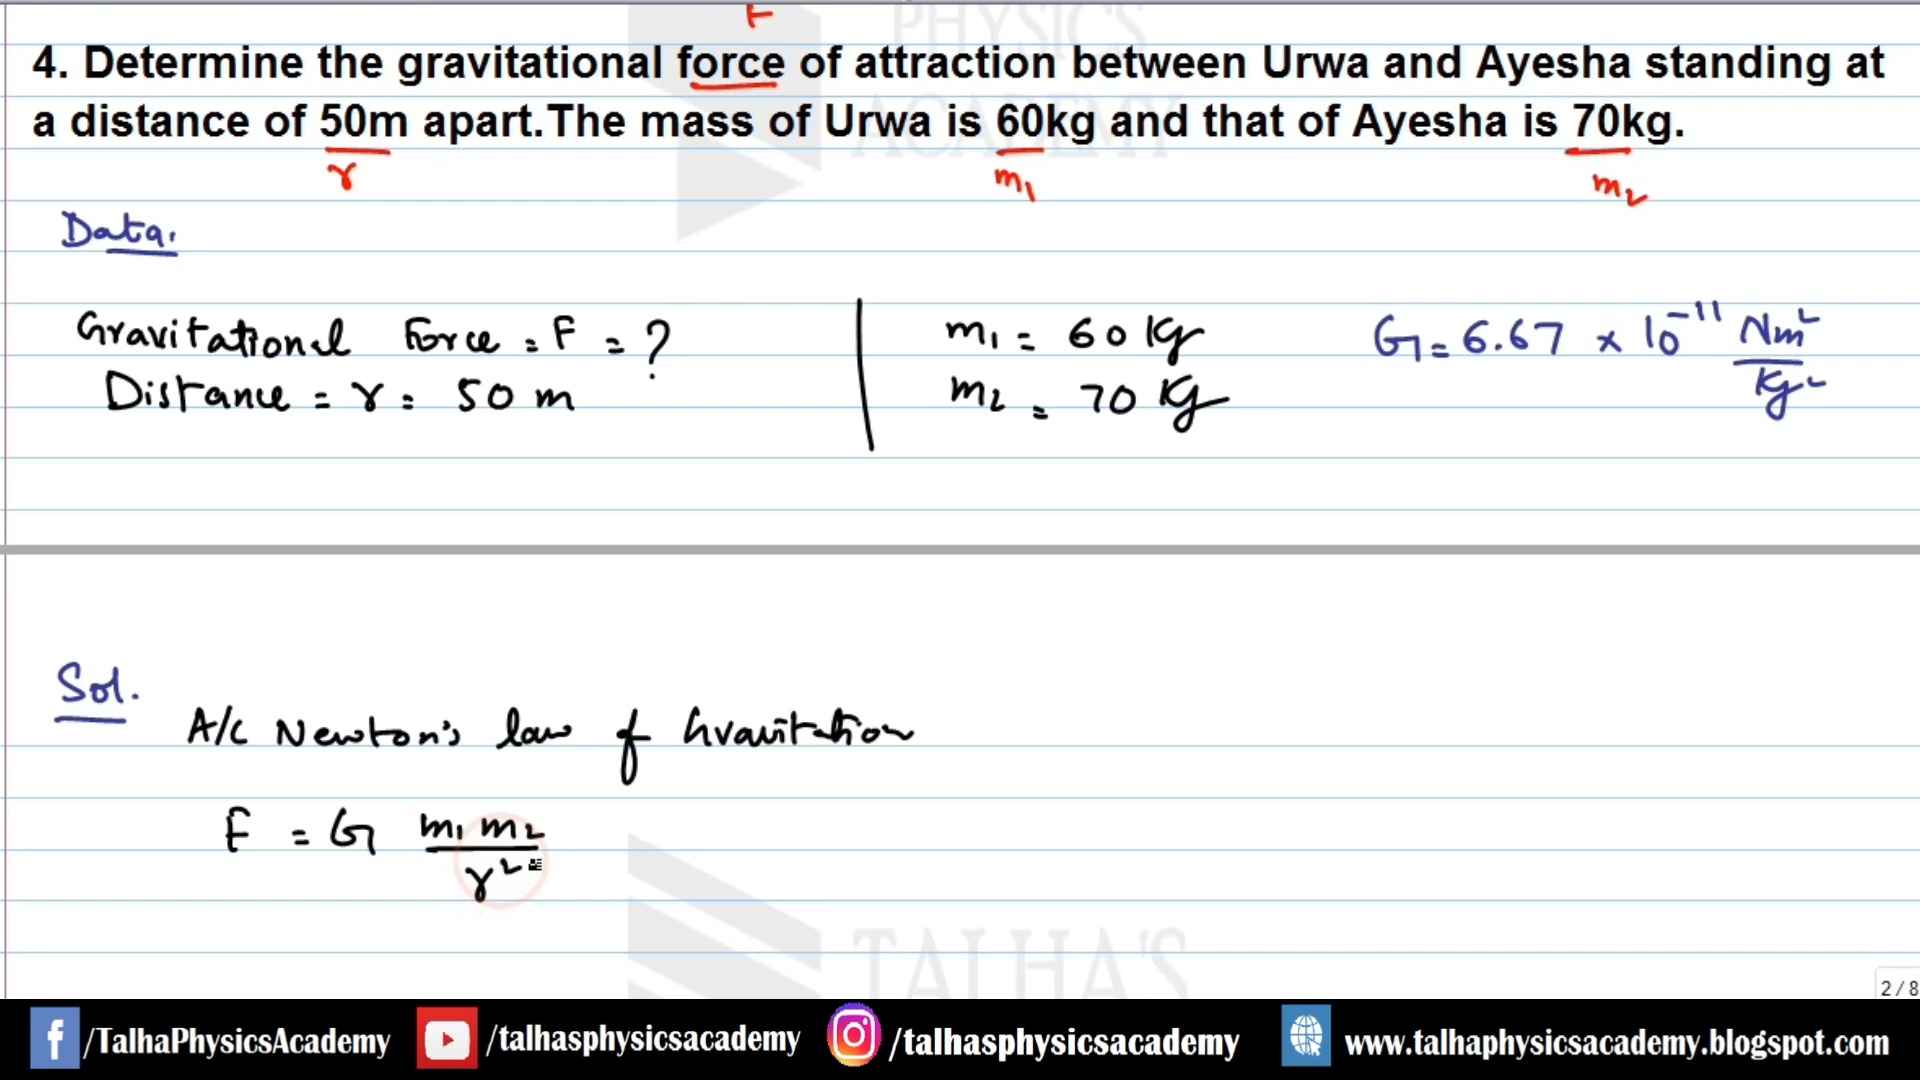 PHYSICS
ACADEMY
F
4. Determine the gravitational force of attraction between Urwa and Ayesha standing at
a distance of 50m apart.The mass of Urwa is 60kg and that of Ayesha is 70kg.
r m₁ m₂
Data.
Gravitational Force = F = ? m₁ = 60 Kg G = 6.67 × 10⁻¹¹ Nm²/Kg²
Distance = r = 50 m m₂ = 70 Kg
Sol.
A/C Newton's law of Gravitation
F = G m₁ m₂ / r²
TALHA'S
2 / 8
/TalhaPhysicsAcademy /talhasphysicsacademy /talhasphysicsacademy www.talhaphysicsacademy.blogspot.com